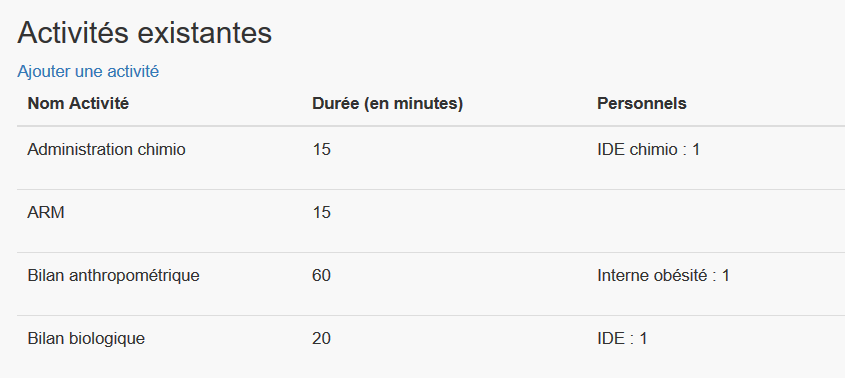 Activités existantes
Ajouter une activité
Nom Activité Durée (en minutes) Personnels
Administration chimio 15 IDE chimio : 1
ARM 15
Bilan anthropométrique 60 Interne obésité : 1
Bilan biologique 20 IDE : 1